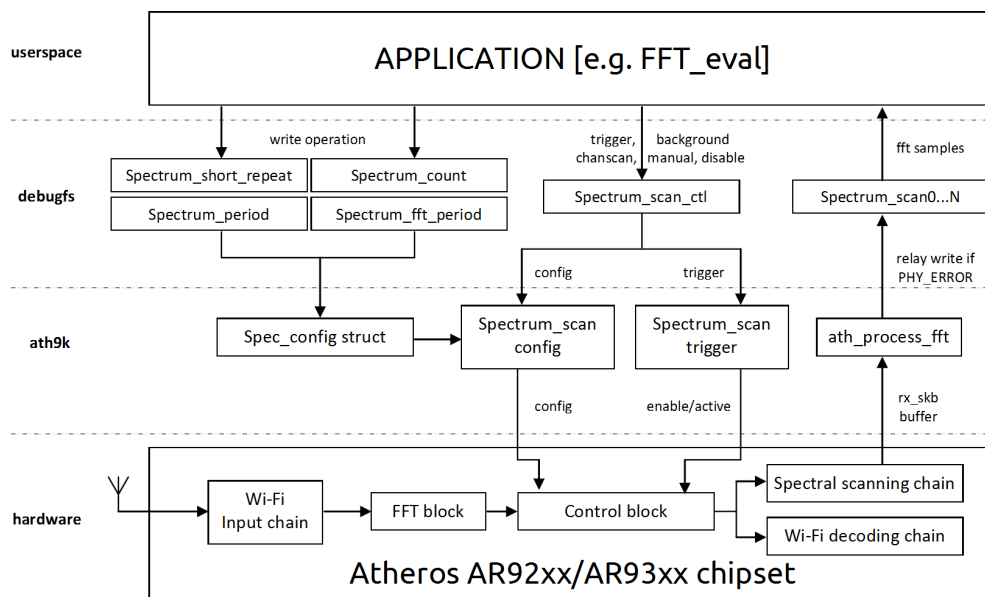 userspace
APPLICATION [e.g. FFT_eval]
write operation
trigger,
chanscan,
background
manual, disable
fft samples
debugfs
Spectrum_short_repeat
Spectrum_count
Spectrum_period
Spectrum_fft_period
Spectrum_scan_ctl
Spectrum_scan0...N
config
trigger
relay write if
PHY_ERROR
ath9k
Spec_config struct
Spectrum_scan
config
Spectrum_scan
trigger
ath_process_fft
config
enable/active
rx_skb
buffer
hardware
Wi-Fi
Input chain
FFT block
Control block
Spectral scanning chain
Wi-Fi decoding chain
Atheros AR92xx/AR93xx chipset